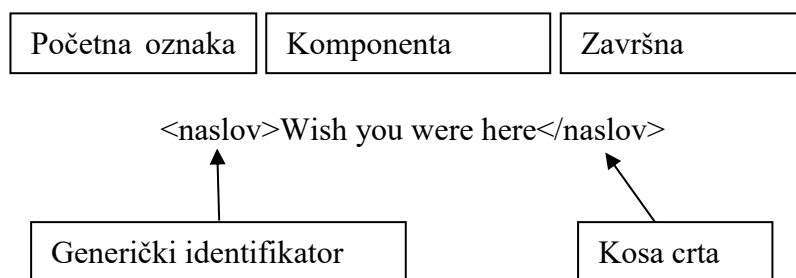 Početna oznaka Komponenta Završna
<naslov>Wish you were here</naslov>
Generički identifikator Kosa crta